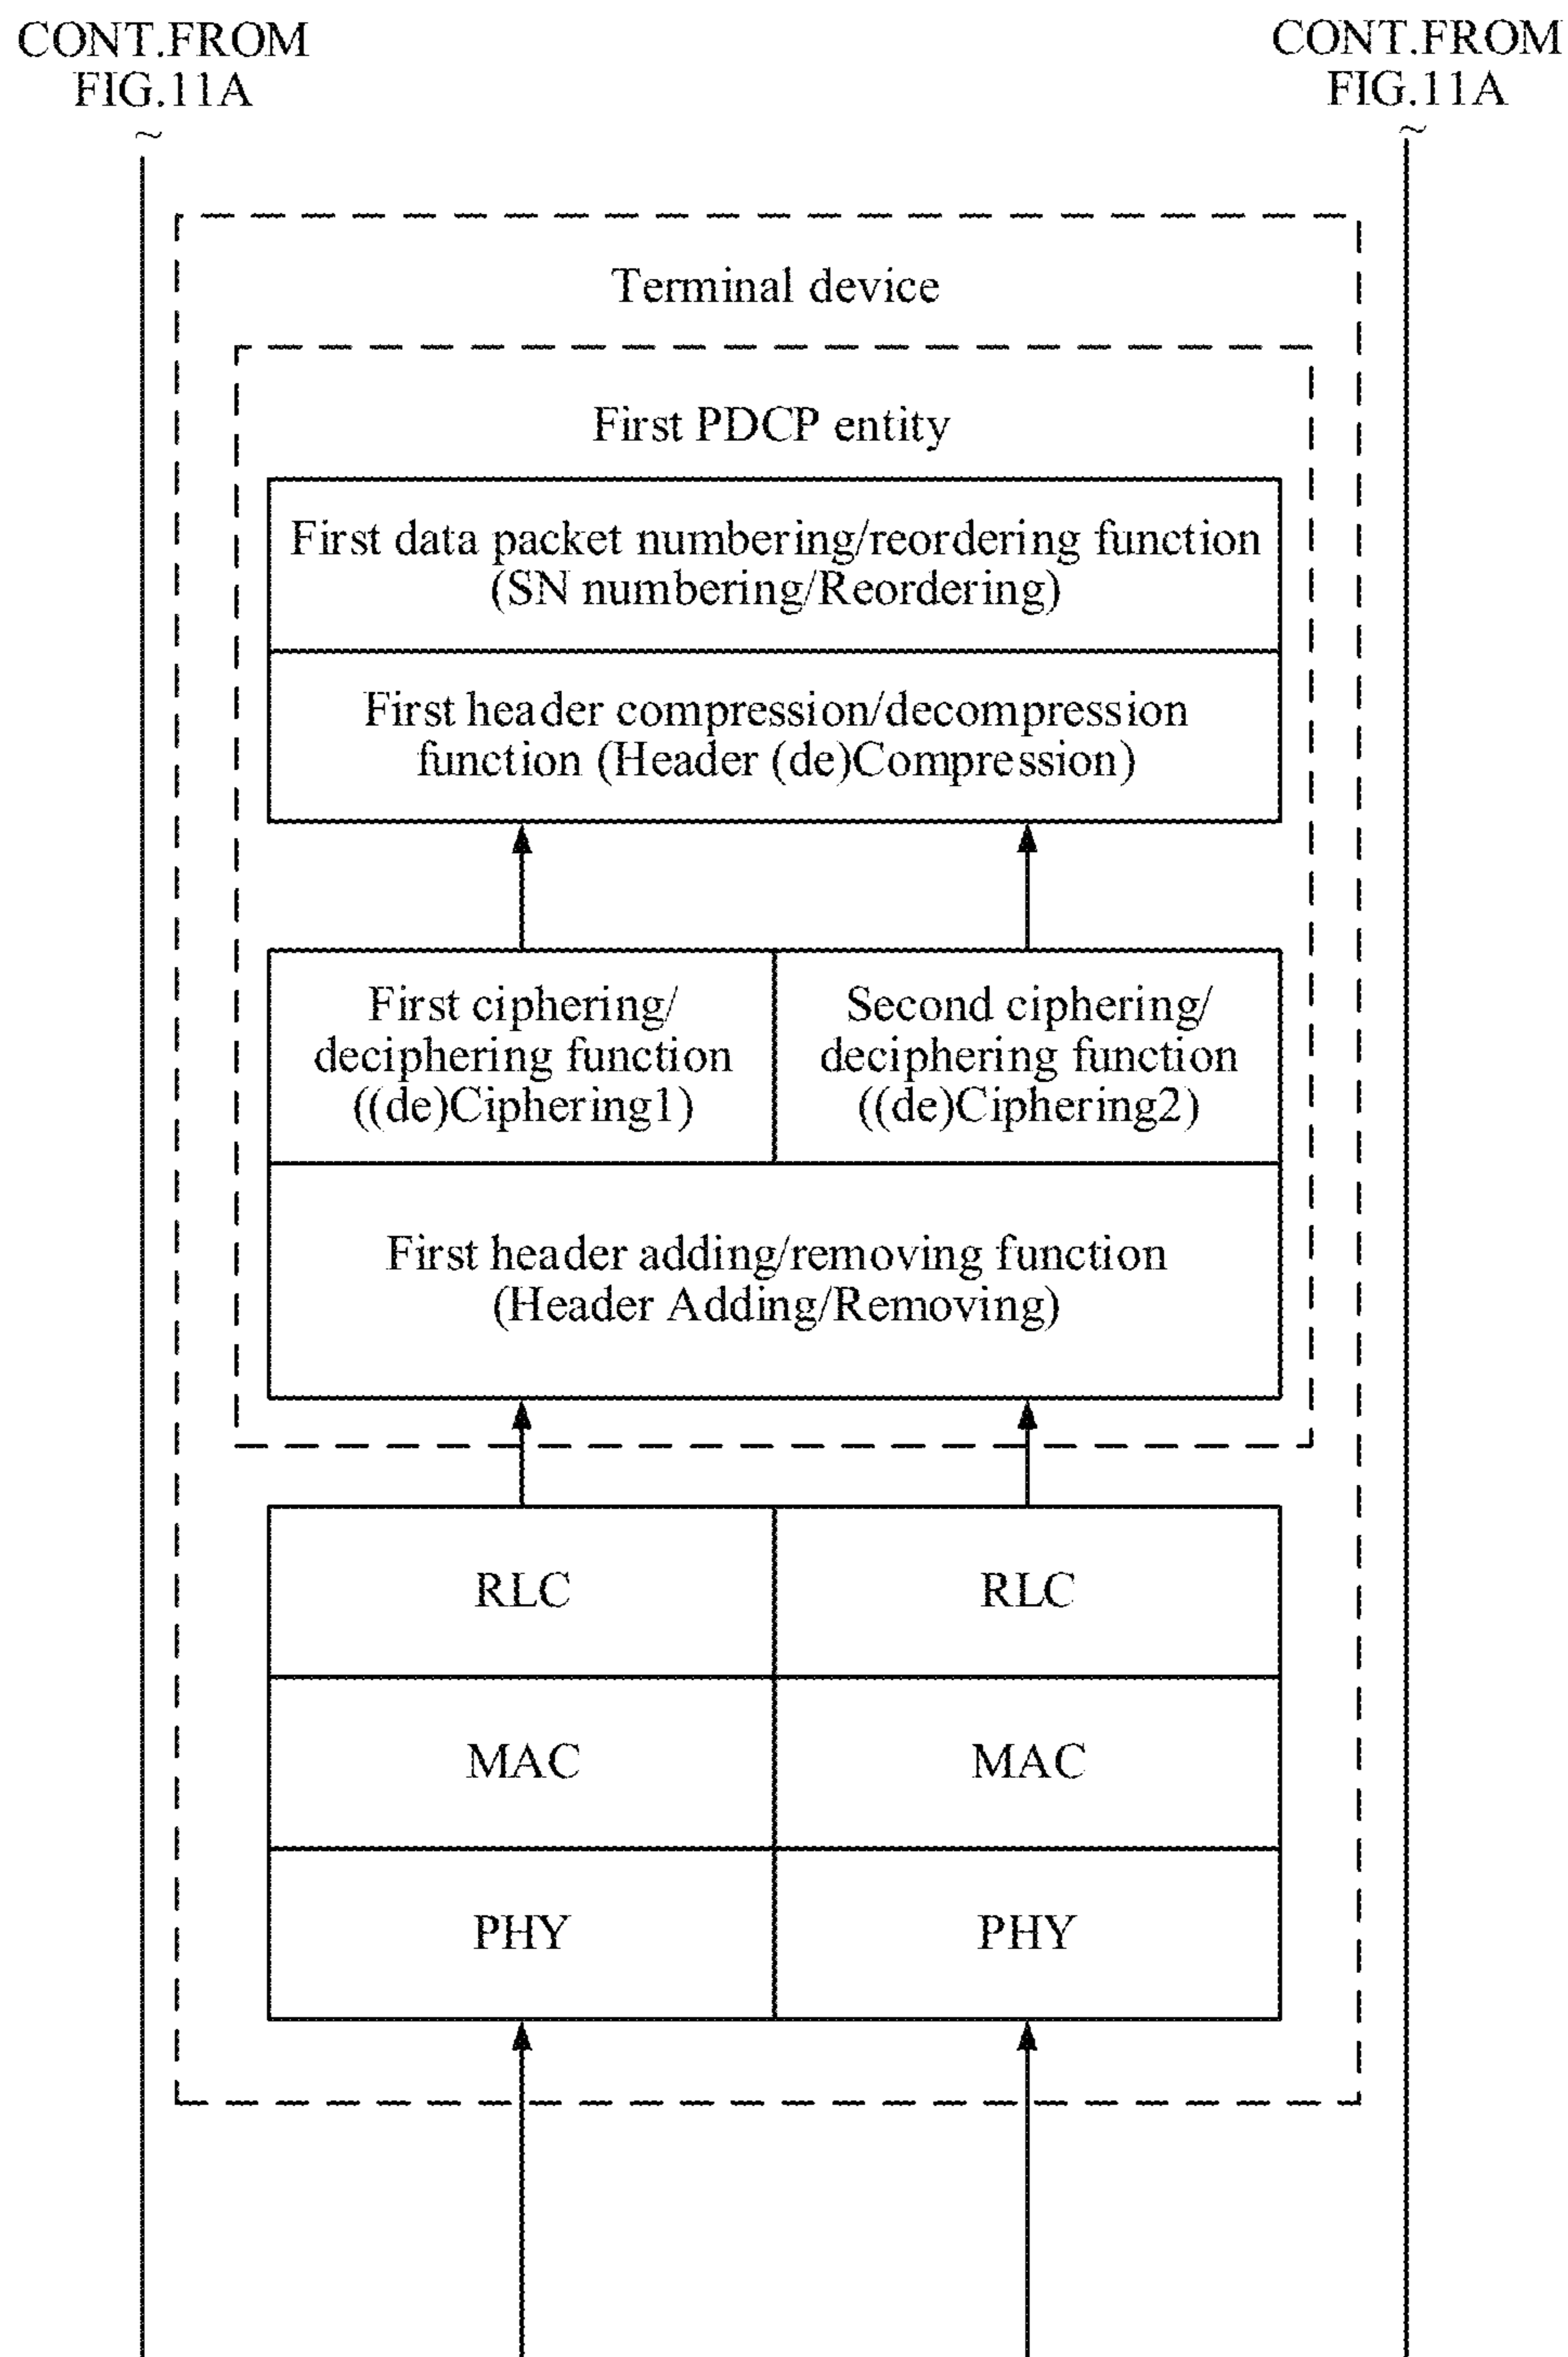 CONT.FROM
FIG.11A
CONT.FROM
FIG.11A
Terminal device
First PDCP entity
First data packet numbering/reordering function
(SN numbering/Reordering)
First header compression/decompression
function (Header (de)Compression)
First ciphering/
deciphering function
((de)Ciphering1)
Second ciphering/
deciphering function
((de)Ciphering2)
First header adding/removing function
(Header Adding/Removing)
RLC
RLC
MAC
MAC
PHY
PHY